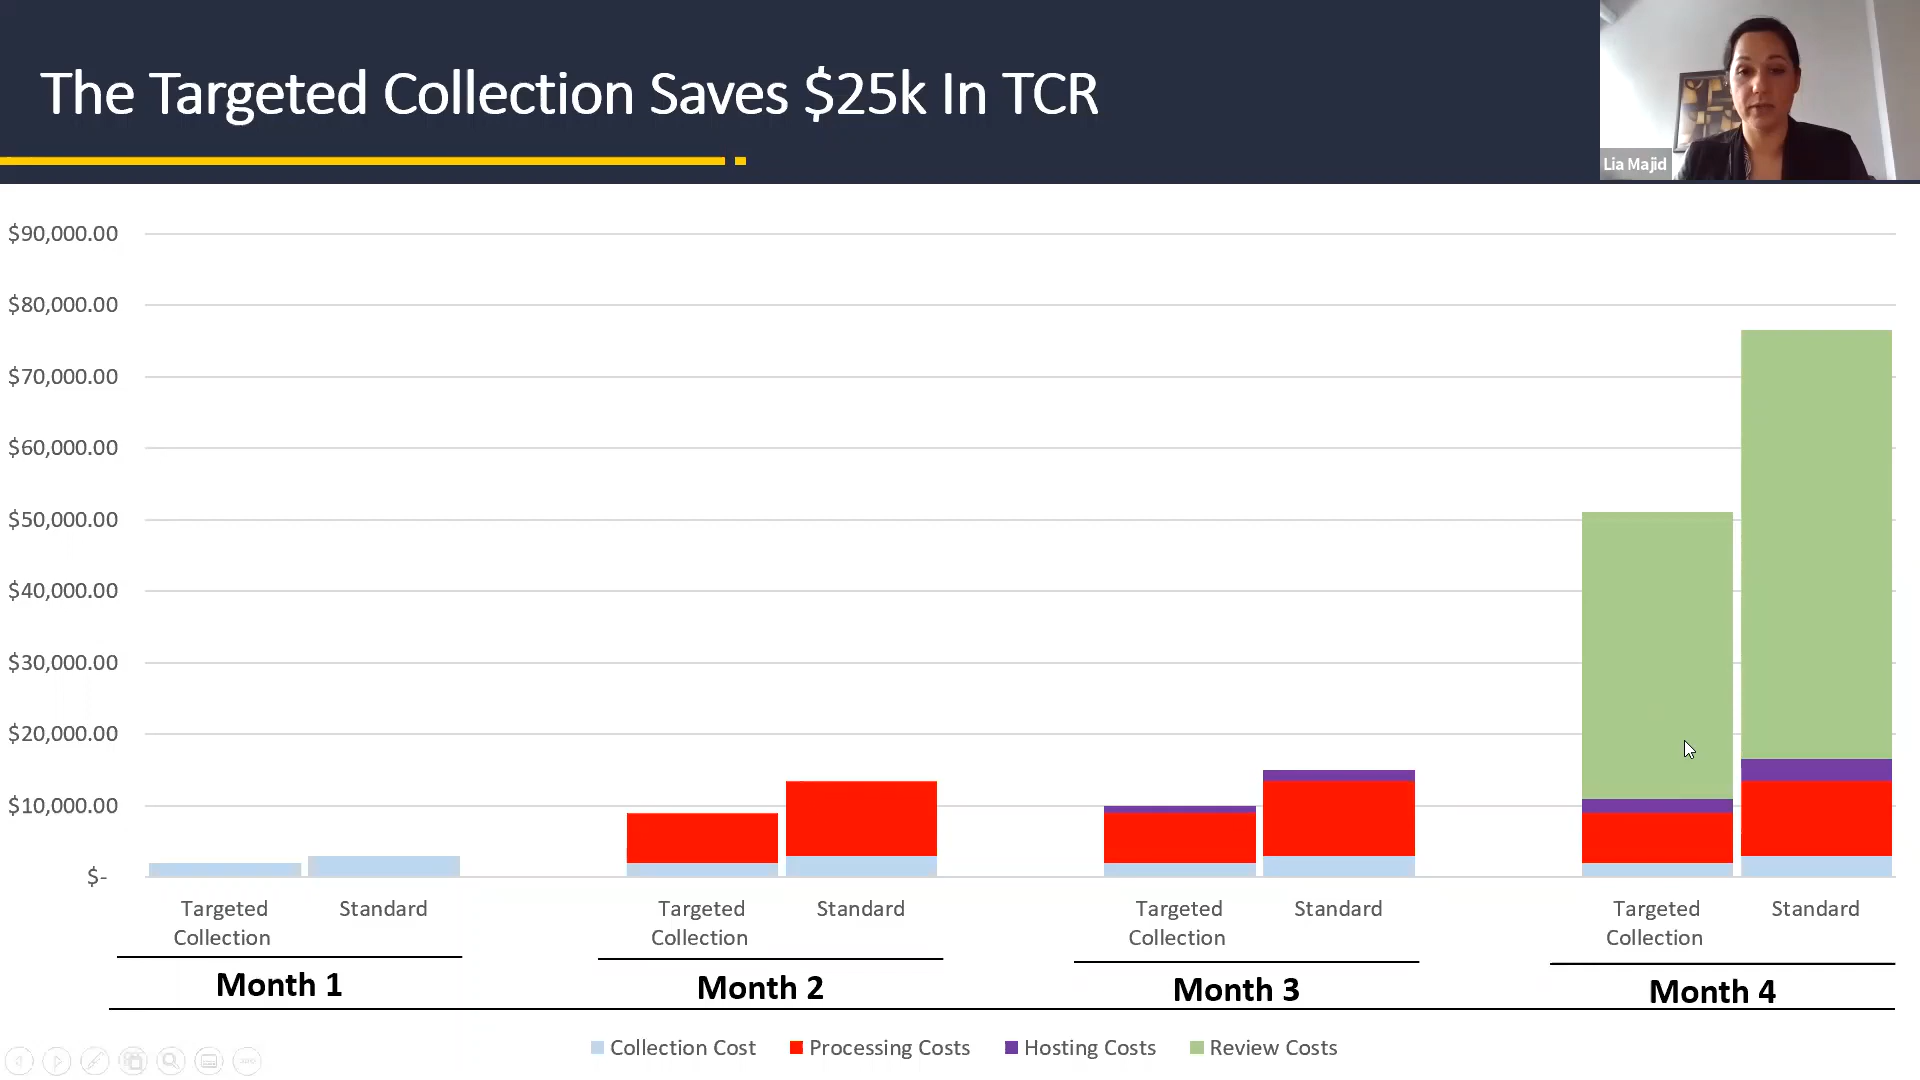 The Targeted Collection Saves $25k In TCR
Lia Majid
$90,000.00
$80,000.00
$70,000.00
$60,000.00
$50,000.00
$40,000.00
$30,000.00
$20,000.00
$10,000.00
$-
Targeted Collection
Standard
Targeted Collection
Standard
Targeted Collection
Standard
Targeted Collection
Standard
Month 1
Month 2
Month 3
Month 4
Collection Cost
Processing Costs
Hosting Costs
Review Costs